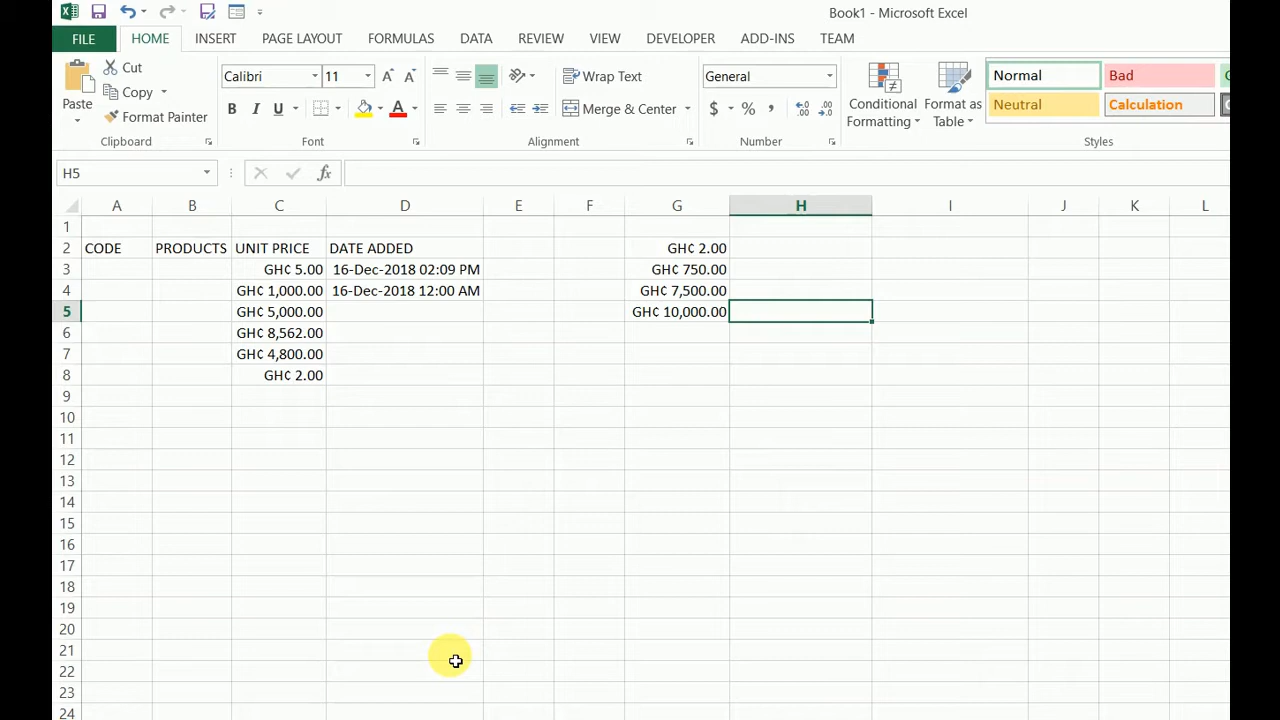 Book1 - Microsoft Excel
FILE HOME INSERT PAGE LAYOUT FORMULAS DATA REVIEW VIEW DEVELOPER ADD-INS TEAM
Paste
Cut
Copy
Format Painter
Clipboard
Calibri 11
B I U A
Font
Wrap Text
Merge & Center
Alignment
General
$ % ,
Number
Conditional Formatting
Format as Table
Normal Bad
Neutral Calculation
Styles
H5 fx
A B C D E F G H I J K L
1
2 CODE PRODUCTS UNIT PRICE DATE ADDED GH₵ 2.00
3 GH₵ 5.00 16-Dec-2018 02:09 PM GH₵ 750.00
4 GH₵ 1,000.00 16-Dec-2018 12:00 AM GH₵ 7,500.00
5 GH₵ 5,000.00 GH₵ 10,000.00
6 GH₵ 8,562.00
7 GH₵ 4,800.00
8 GH₵ 2.00
9
10
11
12
13
14
15
16
17
18
19
20
21
22
23
24